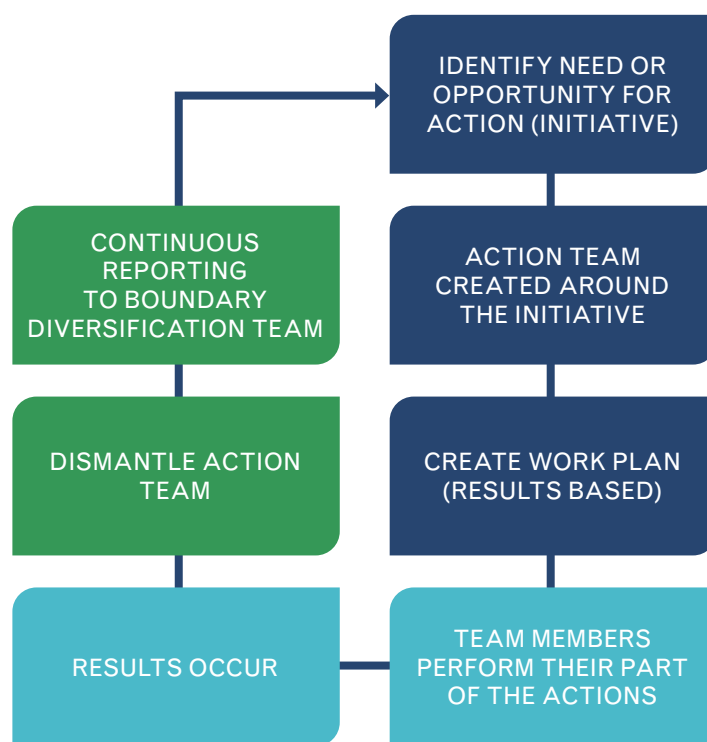 IDENTIFY NEED OR
OPPORTUNITY FOR
ACTION (INITIATIVE)
ACTION TEAM
CREATED AROUND
THE INITIATIVE
CREATE WORK PLAN
(RESULTS BASED)
TEAM MEMBERS
PERFORM THEIR PART
OF THE ACTIONS
RESULTS OCCUR
DISMANTLE ACTION
TEAM
CONTINUOUS
REPORTING
TO BOUNDARY
DIVERSIFICATION TEAM